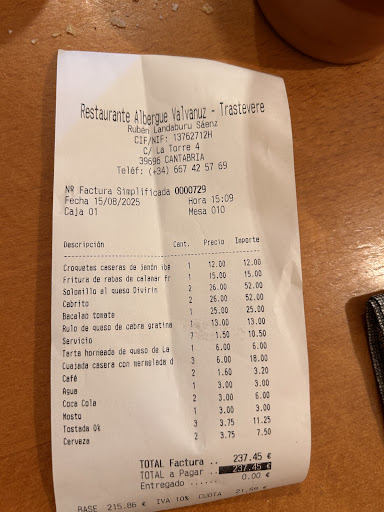 Restaurante Albergue Valvanuz - Trastevere
Rubén Landaburu Sáenz
CIF/NIF: 13762712H
C/ La Torre 4
39696 CANTABRIA
Teléf: (+34) 667 42 57 69
Nº Factura Simplificada 0000729
Fecha 15/08/2025 Hora 15:09
Caja 01 Mesa 010
Descripción Cant. Precio Importe
Croquetas caseras de jamón ibé 1 12.00 12.00
Fritura de rabas de calamar fr 1 15.00 15.00
Solomillo al queso Divirin 2 26.00 52.00
Cabrito 2 26.00 52.00
Bacalao tomate 1 25.00 25.00
Rulo de queso de cabra gratina 1 13.00 13.00
Servicio 7 1.50 10.50
Tarta horneada de queso de La 1 6.00 6.00
Cuajada casera con mermelada d 3 6.00 18.00
Café 2 1.60 3.20
Agua 1 3.00 3.00
Coca Cola 2 3.00 6.00
Mosto 1 3.00 3.00
Tostada 0k 3 3.75 11.25
Cerveza 2 3.75 7.50
TOTAL Factura .. 237.45 €
TOTAL a Pagar .. 237.45 €
Entregado ...... 0.00 €
BASE 215.86 € IVA 10% CUOTA 21.59 €